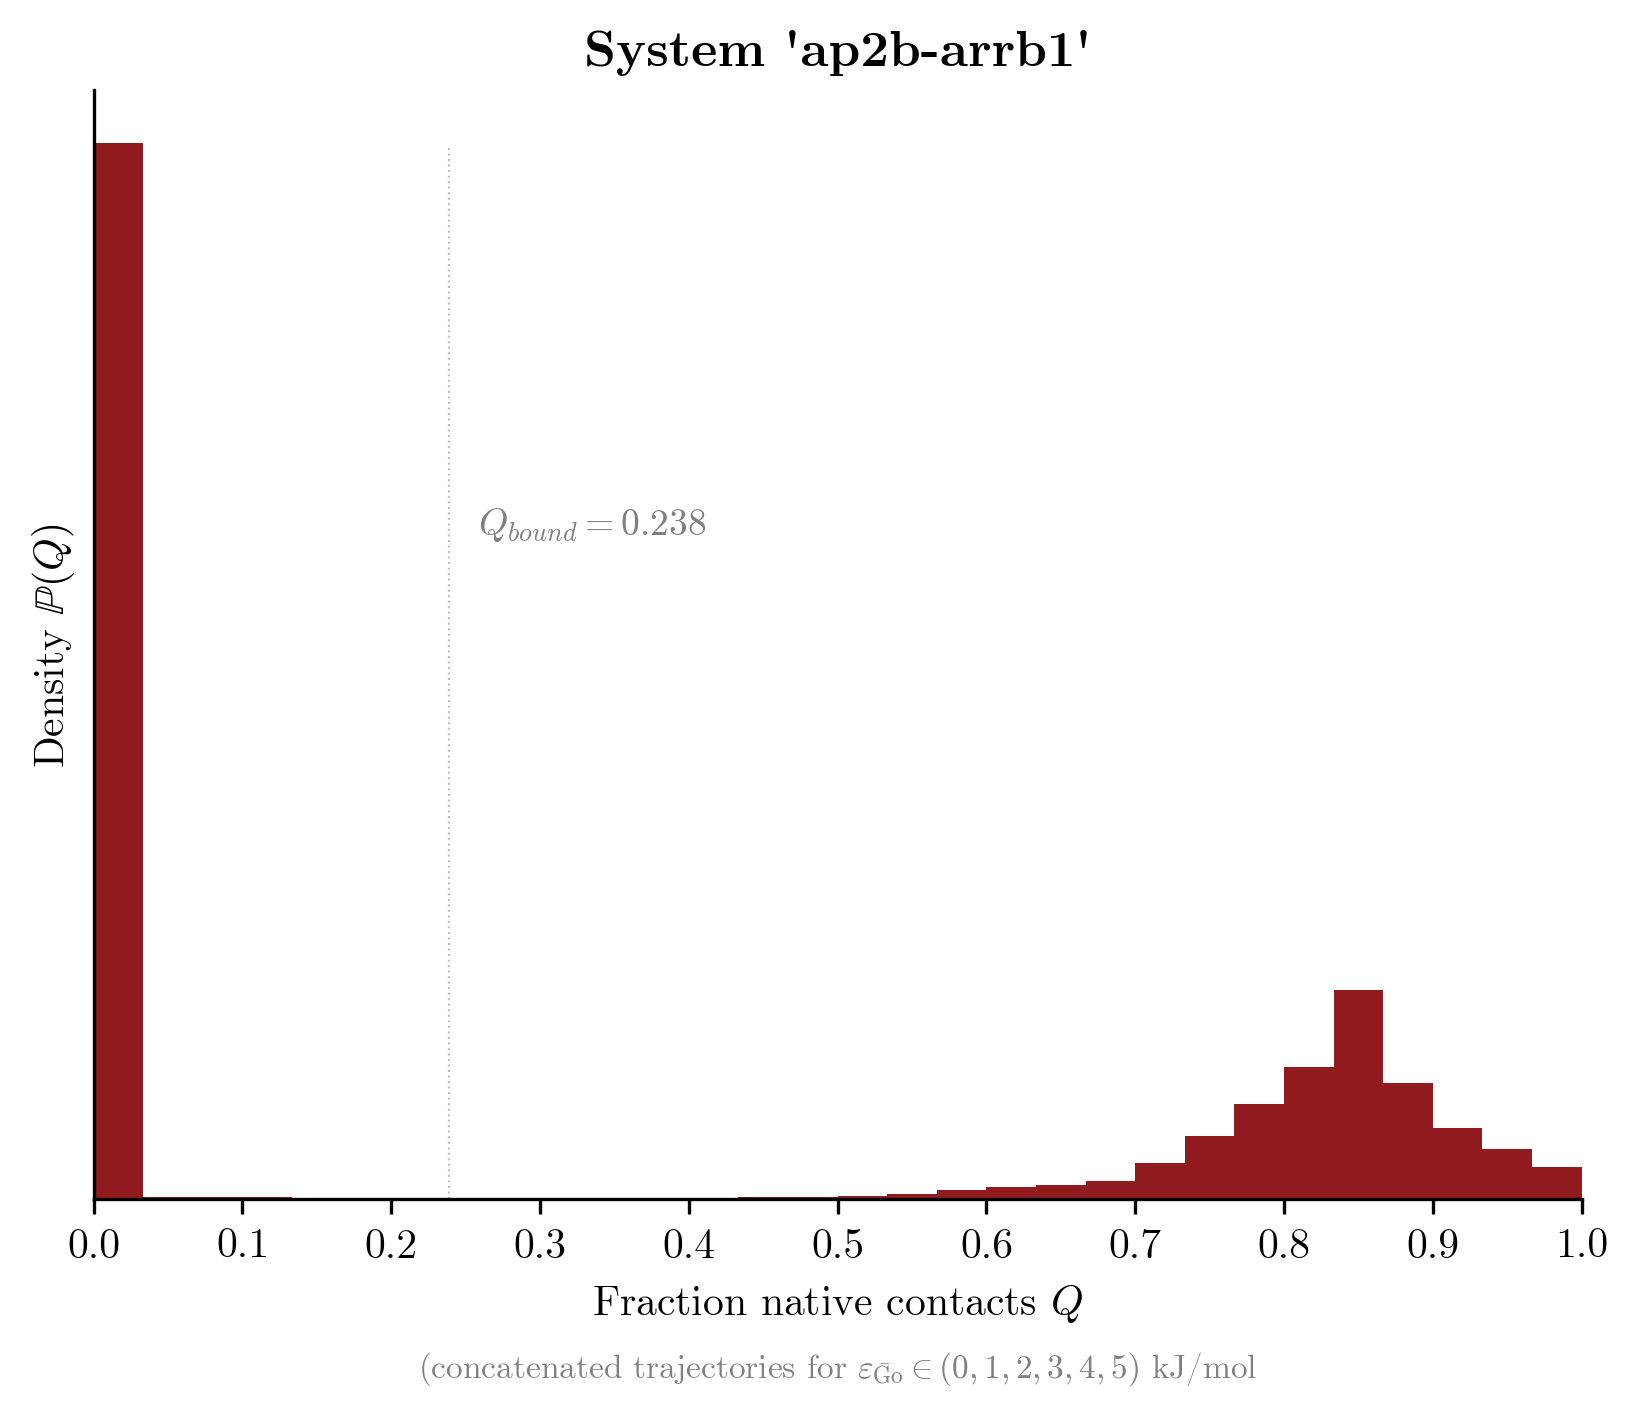 System 'ap2b-arrb1'
Density ℙ(Q)
Q_bound = 0.238
0.0 0.1 0.2 0.3 0.4 0.5 0.6 0.7 0.8 0.9 1.0
Fraction native contacts Q
(concatenated trajectories for ε_Ḡo ∈ (0, 1, 2, 3, 4, 5) kJ/mol